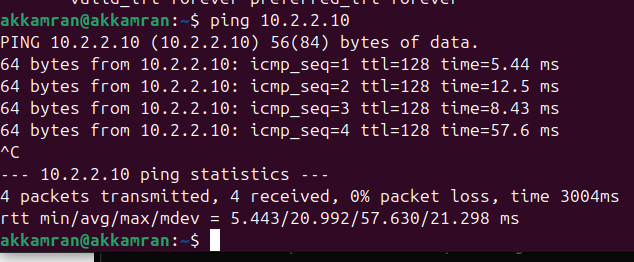 akkamran@akkamran:~$ ping 10.2.2.10
PING 10.2.2.10 (10.2.2.10) 56(84) bytes of data.
64 bytes from 10.2.2.10: icmp_seq=1 ttl=128 time=5.44 ms
64 bytes from 10.2.2.10: icmp_seq=2 ttl=128 time=12.5 ms
64 bytes from 10.2.2.10: icmp_seq=3 ttl=128 time=8.43 ms
64 bytes from 10.2.2.10: icmp_seq=4 ttl=128 time=57.6 ms
^C
--- 10.2.2.10 ping statistics ---
4 packets transmitted, 4 received, 0% packet loss, time 3004ms
rtt min/avg/max/mdev = 5.443/20.992/57.630/21.298 ms
akkamran@akkamran:~$